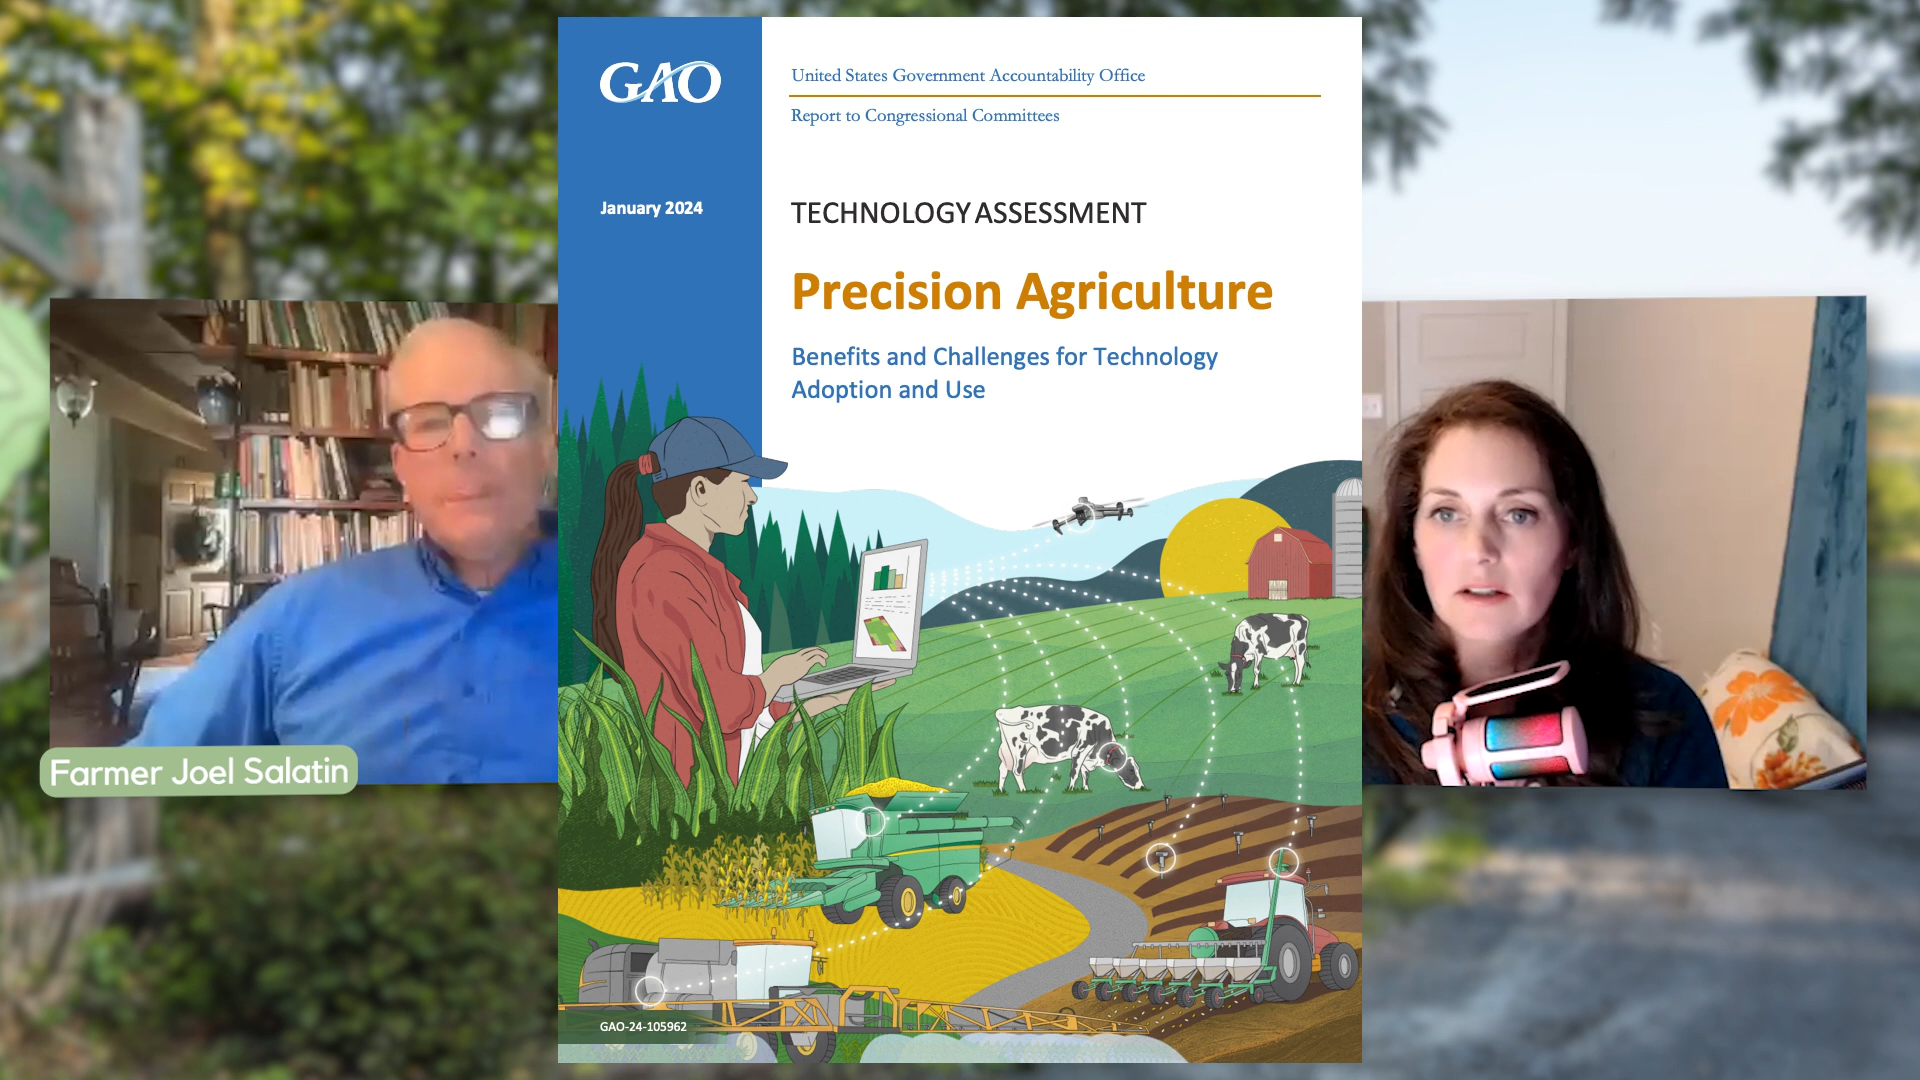 GAO
United States Government Accountability Office
Report to Congressional Committees
January 2024
TECHNOLOGY ASSESSMENT
Precision Agriculture
Benefits and Challenges for Technology
Adoption and Use
Farmer Joel Salatin
GAO-24-105962